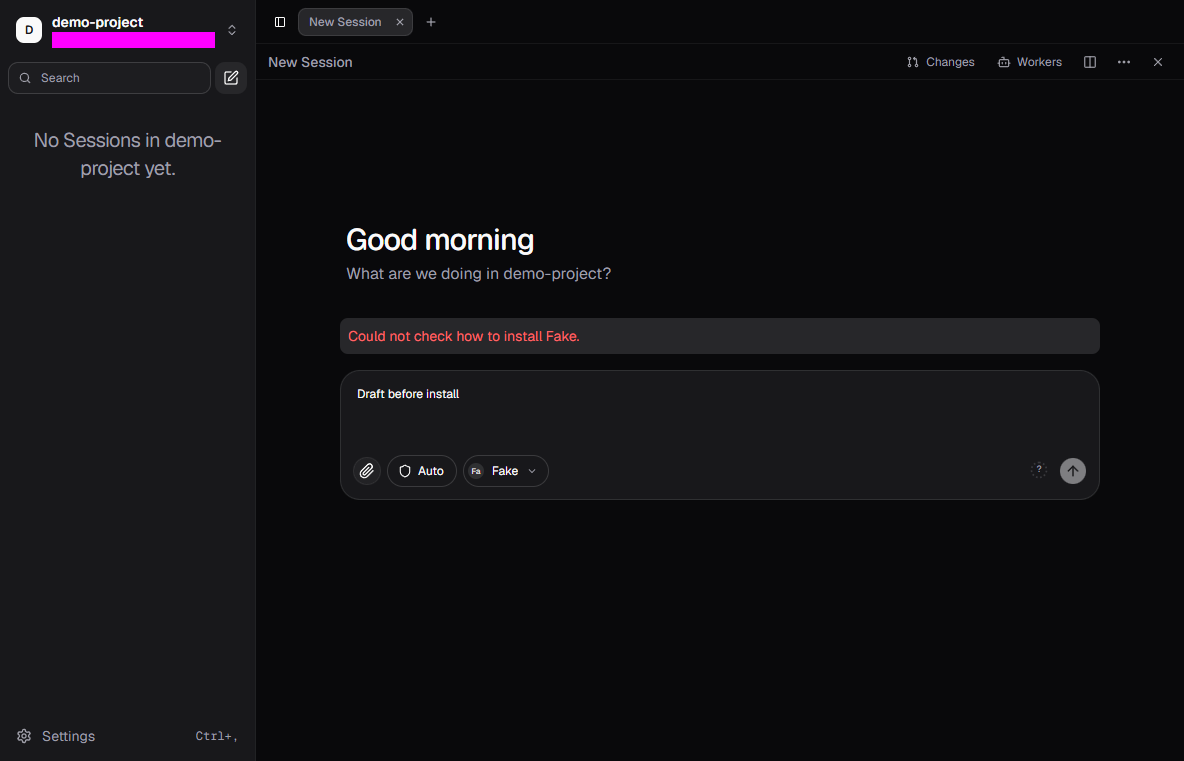 D
demo-project
Search
No Sessions in demo-
project yet.
Settings
Ctrl+,
New Session
New Session
Changes
Workers
Good morning
What are we doing in demo-project?
Could not check how to install Fake.
Draft before install
Auto
Fa
Fake
?